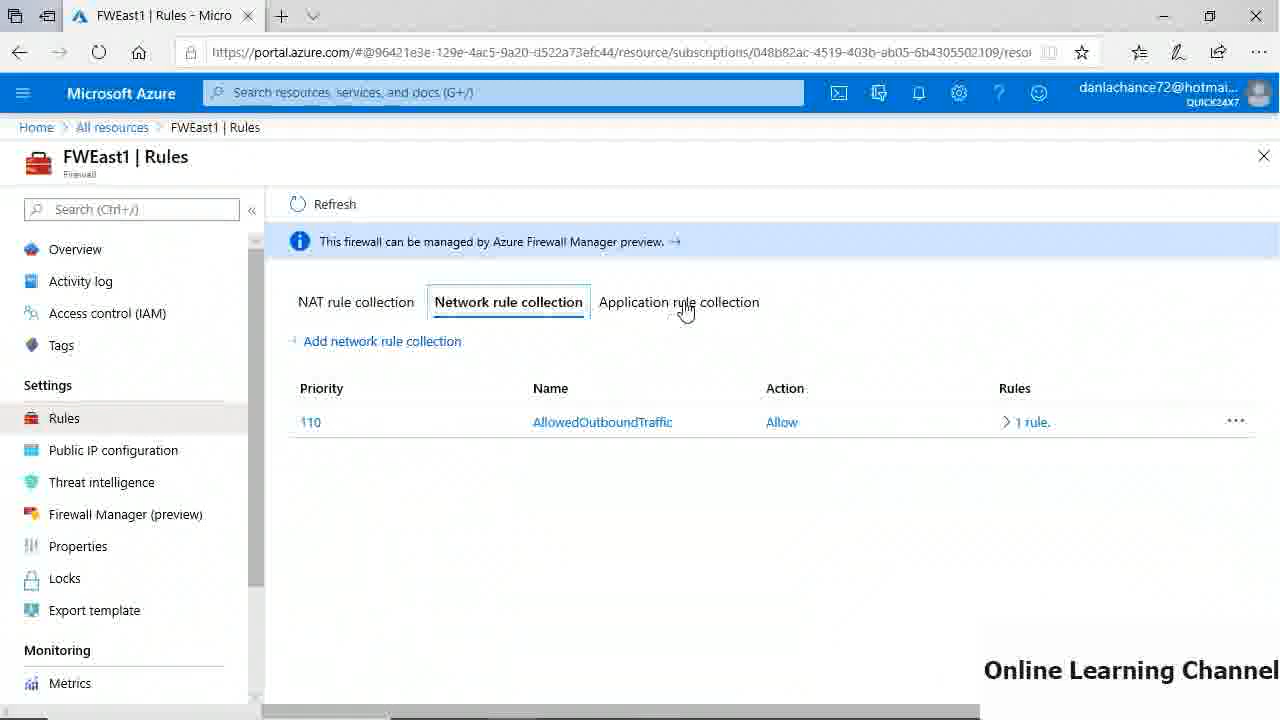 FWEast1 | Rules - Micro
https://portal.azure.com/#@96421e3e-129e-4ac5-9a20-d522a73efc44/resource/subscriptions/048b82ac-4519-403b-ab05-6b4305502109/resou
Microsoft Azure
Search resources, services, and docs (G+/)
danlachance72@hotmai...
QUICK24X7
Home > All resources > FWEast1 | Rules
FWEast1 | Rules
Firewall
Search (Ctrl+/)
«
Refresh
Overview
Activity log
Access control (IAM)
Tags
Settings
Rules
Public IP configuration
Threat intelligence
Firewall Manager (preview)
Properties
Locks
Export template
Monitoring
Metrics
This firewall can be managed by Azure Firewall Manager preview. →
NAT rule collection Network rule collection Application rule collection
+ Add network rule collection
Priority Name Action Rules
110 AllowedOutboundTraffic Allow > 1 rule. ...
Online Learning Channel